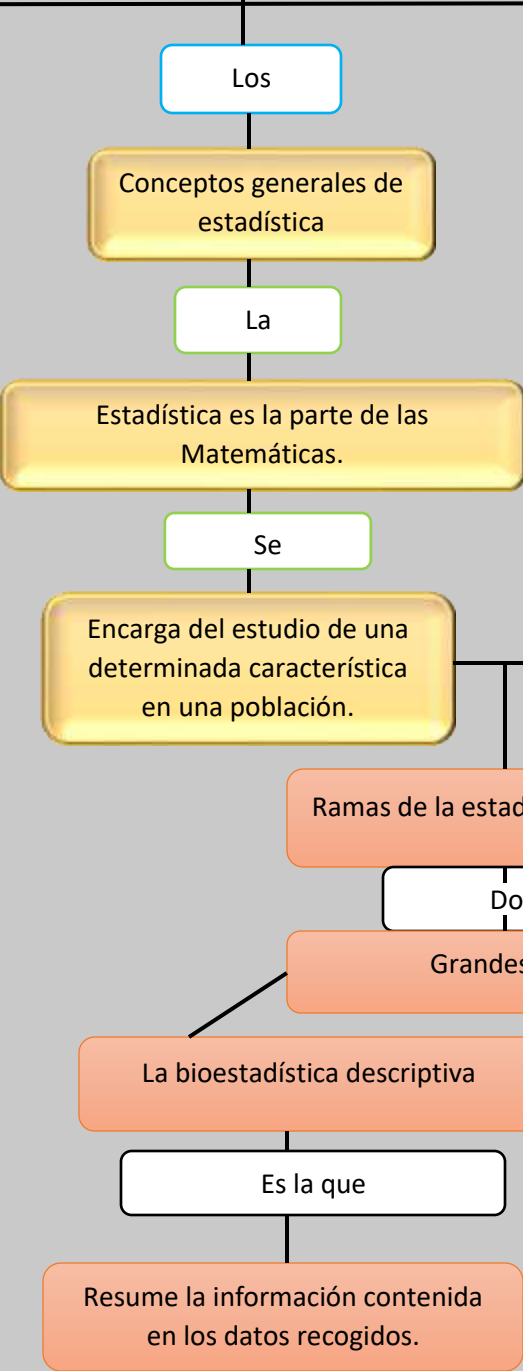 Los
Conceptos generales de
estadística
La
Estadística es la parte de las
Matemáticas.
Se
Encarga del estudio de una
determinada característica
en una población.
Ramas de la estad
Do
Grandes
La bioestadística descriptiva
Es la que
Resume la información contenida
en los datos recogidos.